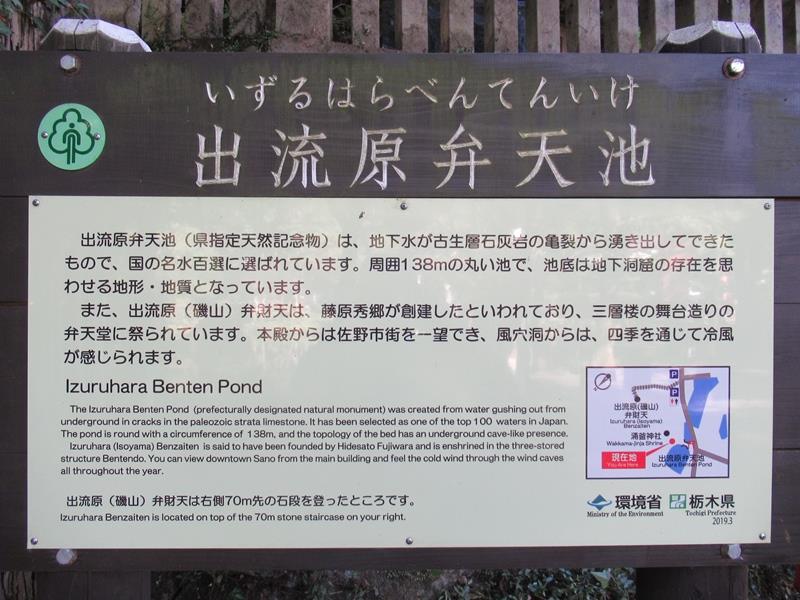 いずるはらべんてんいけ
出流原弁天池
出流原弁天池（県指定天然記念物）は、地下水が古生層石灰岩の亀裂から湧き出してできた
もので、国の名水百選に選ばれています。周囲138mの丸い池で、池底は地下洞窟の存在を思
わせる地形・地質となっています。
また、出流原（磯山）弁財天は、藤原秀郷が創建したといわれており、三層楼の舞台造りの
弁天堂に祭られています。本殿からは佐野市街を一望でき、風穴洞からは、四季を通じて冷風
が感じられます。
Izuruhara Benten Pond
The Izuruhara Benten Pond (prefecturally designated natural monument) was created from water gushing out from
underground in cracks in the paleozoic strata limestone. It has been selected as one of the top 100 waters in Japan.
The pond is round with a circumference of 138m, and the topology of the bed has an underground cave-like presence.
Izuruhara (Isoyama) Benzaiten is said to have been founded by Hidesato Fujiwara and is enshrined in the three-stored
structure Bentendo. You can view downtown Sano from the main building and feel the cold wind through the wind caves
all throughout the year.
出流原（磯山）弁財天は右側70m先の石段を登ったところです。
Izuruhara Benzaiten is located on top of the 70m stone staircase on your right.
P
P
出流原(磯山)
弁財天
Izuruhara (Isoyama)
Benzaiten
涌釜神社
Wakkama-Jinja Shrine
現在地
You Are Here
出流原弁天池
Izuruhara Benten Pond
環境省
Ministry of the Environment
栃木県
Tochigi Prefecture
2019.3